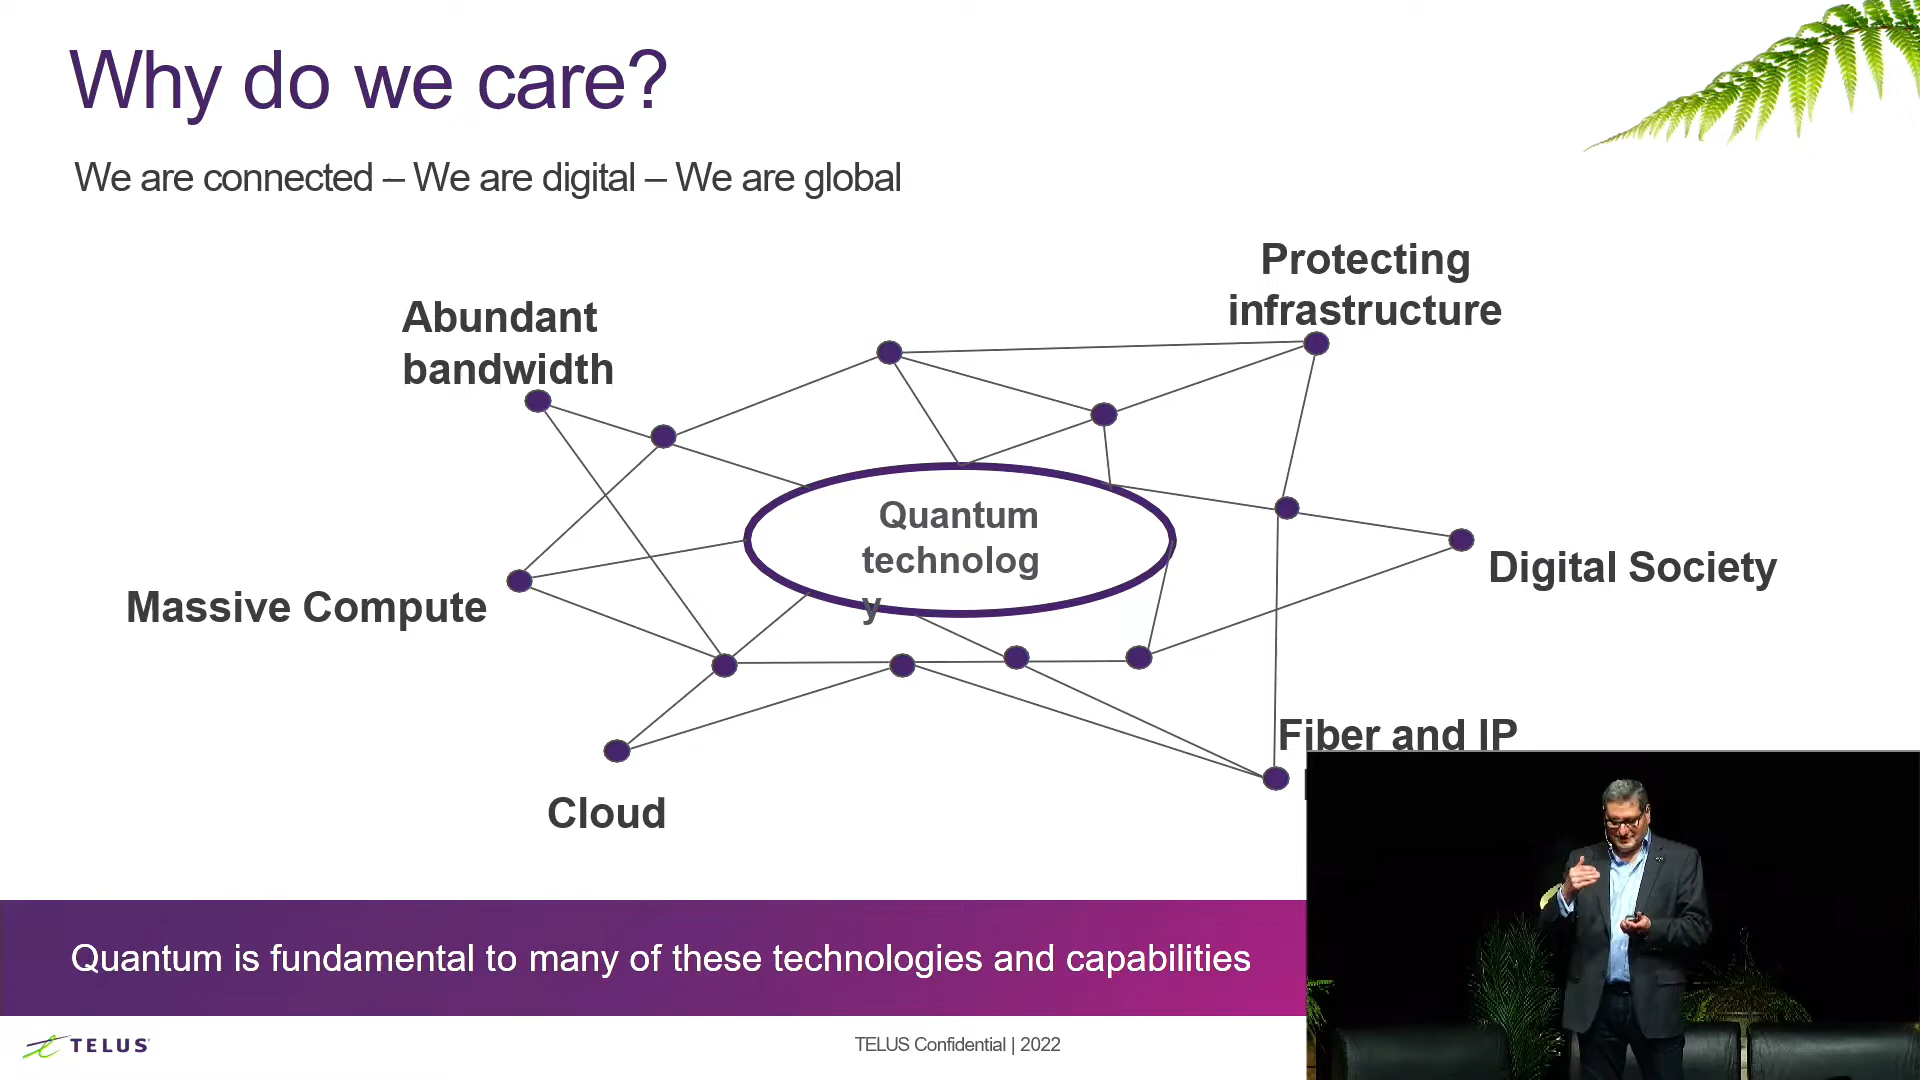 Why do we care?
We are connected – We are digital – We are global
Protecting
infrastructure
Abundant
bandwidth
Quantum
technolog
y
Digital Society
Massive Compute
Fiber and IP
Cloud
Quantum is fundamental to many of these technologies and capabilities
TELUS
TELUS Confidential | 2022